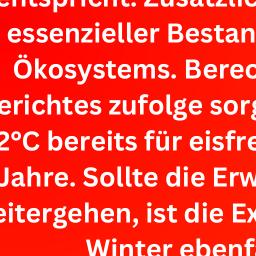 ntspricht. Zusätzlic
essenzieller Bestan
Ökosystems. Berec
erichtes zufolge sorg
2°C bereits für eisfre
Jahre. Sollte die Erw
eitergehen, ist die Ex
Winter ebenf